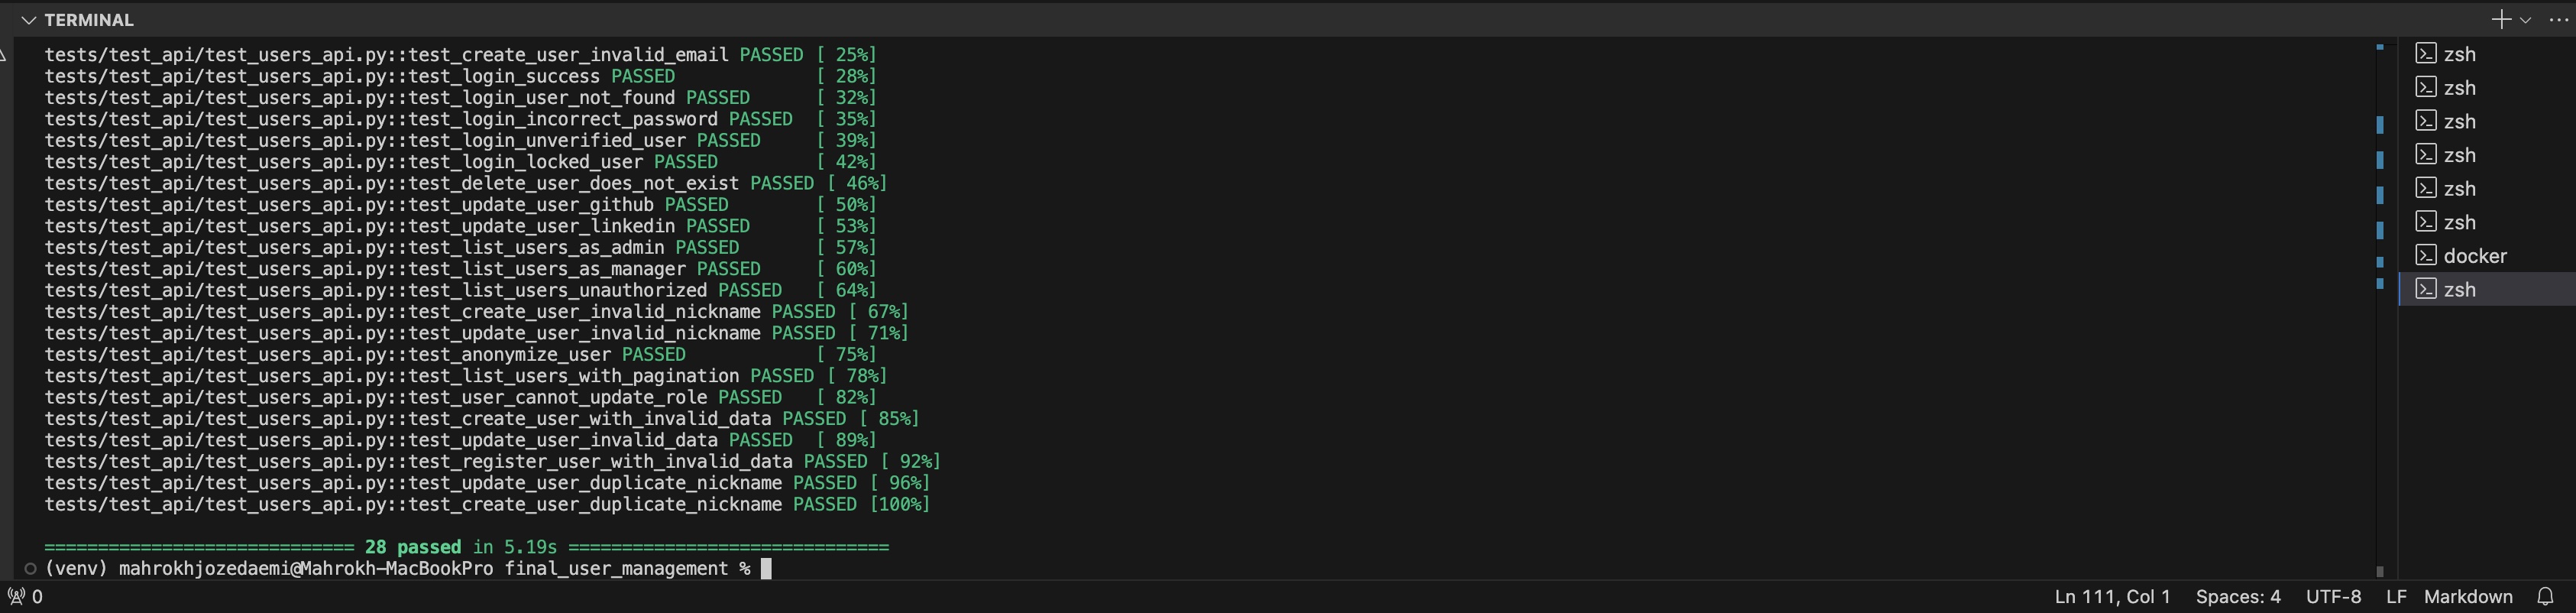 TERMINAL
tests/test_api/test_users_api.py::test_create_user_invalid_email PASSED [ 25%]
tests/test_api/test_users_api.py::test_login_success PASSED [ 28%]
tests/test_api/test_users_api.py::test_login_user_not_found PASSED [ 32%]
tests/test_api/test_users_api.py::test_login_incorrect_password PASSED [ 35%]
tests/test_api/test_users_api.py::test_login_unverified_user PASSED [ 39%]
tests/test_api/test_users_api.py::test_login_locked_user PASSED [ 42%]
tests/test_api/test_users_api.py::test_delete_user_does_not_exist PASSED [ 46%]
tests/test_api/test_users_api.py::test_update_user_github PASSED [ 50%]
tests/test_api/test_users_api.py::test_update_user_linkedin PASSED [ 53%]
tests/test_api/test_users_api.py::test_list_users_as_admin PASSED [ 57%]
tests/test_api/test_users_api.py::test_list_users_as_manager PASSED [ 60%]
tests/test_api/test_users_api.py::test_list_users_unauthorized PASSED [ 64%]
tests/test_api/test_users_api.py::test_create_user_invalid_nickname PASSED [ 67%]
tests/test_api/test_users_api.py::test_update_user_invalid_nickname PASSED [ 71%]
tests/test_api/test_users_api.py::test_anonymize_user PASSED [ 75%]
tests/test_api/test_users_api.py::test_list_users_with_pagination PASSED [ 78%]
tests/test_api/test_users_api.py::test_user_cannot_update_role PASSED [ 82%]
tests/test_api/test_users_api.py::test_create_user_with_invalid_data PASSED [ 85%]
tests/test_api/test_users_api.py::test_update_user_invalid_data PASSED [ 89%]
tests/test_api/test_users_api.py::test_register_user_with_invalid_data PASSED [ 92%]
tests/test_api/test_users_api.py::test_update_user_duplicate_nickname PASSED [ 96%]
tests/test_api/test_users_api.py::test_create_user_duplicate_nickname PASSED [100%]
============================= 28 passed in 5.19s ==============================
(venv) mahrokhjozedaemi@Mahrokh-MacBookPro final_user_management %
zsh
zsh
zsh
zsh
zsh
zsh
docker
zsh
0
Ln 111, Col 1
Spaces: 4
UTF-8
LF
Markdown